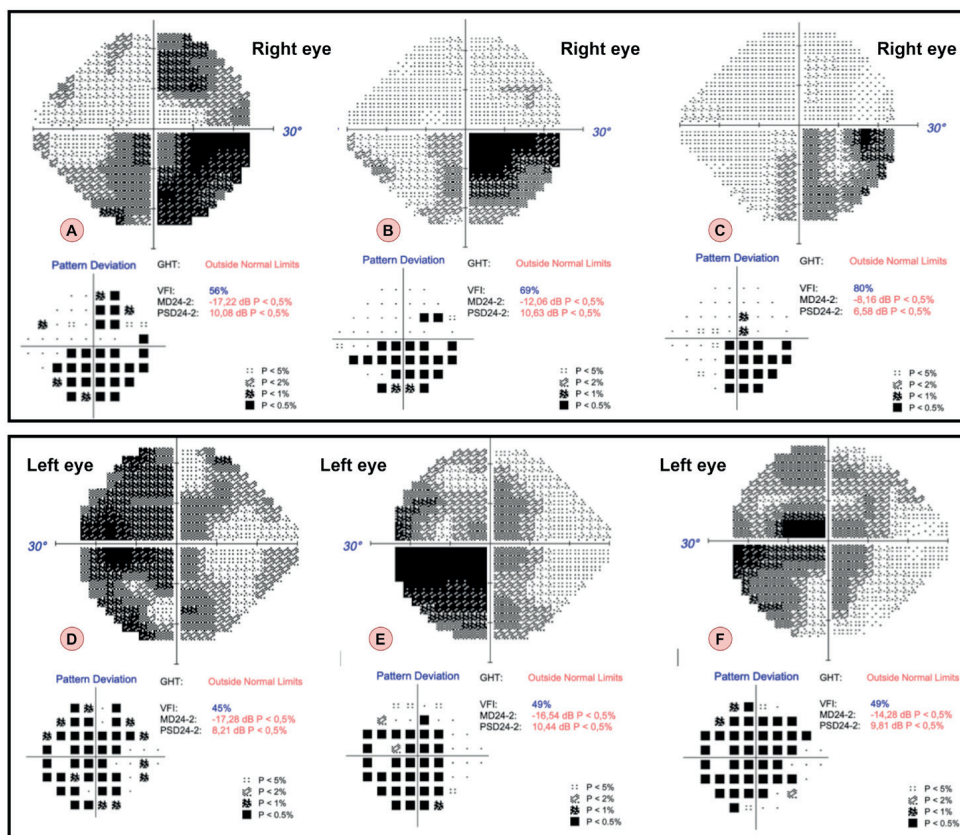 Right eye
30°
A
Pattern Deviation
GHT: Outside Normal Limits
VFI: 56%
MD24-2: -17,22 dB P < 0,5%
PSD24-2: 10,08 dB P < 0,5%
P < 5%
P < 2%
P < 1%
P < 0.5%
Right eye
30°
B
Pattern Deviation
GHT: Outside Normal Limits
VFI: 69%
MD24-2: -12,06 dB P < 0,5%
PSD24-2: 10,63 dB P < 0,5%
P < 5%
P < 2%
P < 1%
P < 0.5%
Right eye
30°
C
Pattern Deviation
GHT: Outside Normal Limits
VFI: 80%
MD24-2: -8,16 dB P < 0,5%
PSD24-2: 6,58 dB P < 0,5%
P < 5%
P < 2%
P < 1%
P < 0.5%
Left eye
30°
D
Pattern Deviation
GHT: Outside Normal Limits
VFI: 45%
MD24-2: -17,28 dB P < 0,5%
PSD24-2: 8,21 dB P < 0,5%
P < 5%
P < 2%
P < 1%
P < 0.5%
Left eye
30°
E
Pattern Deviation
GHT: Outside Normal Limits
VFI: 49%
MD24-2: -16,54 dB P < 0,5%
PSD24-2: 10,44 dB P < 0,5%
P < 5%
P < 2%
P < 1%
P < 0.5%
Left eye
30°
F
Pattern Deviation
GHT: Outside Normal Limits
VFI: 49%
MD24-2: -14,28 dB P < 0,5%
PSD24-2: 9,81 dB P < 0,5%
P < 5%
P < 2%
P < 1%
P < 0.5%